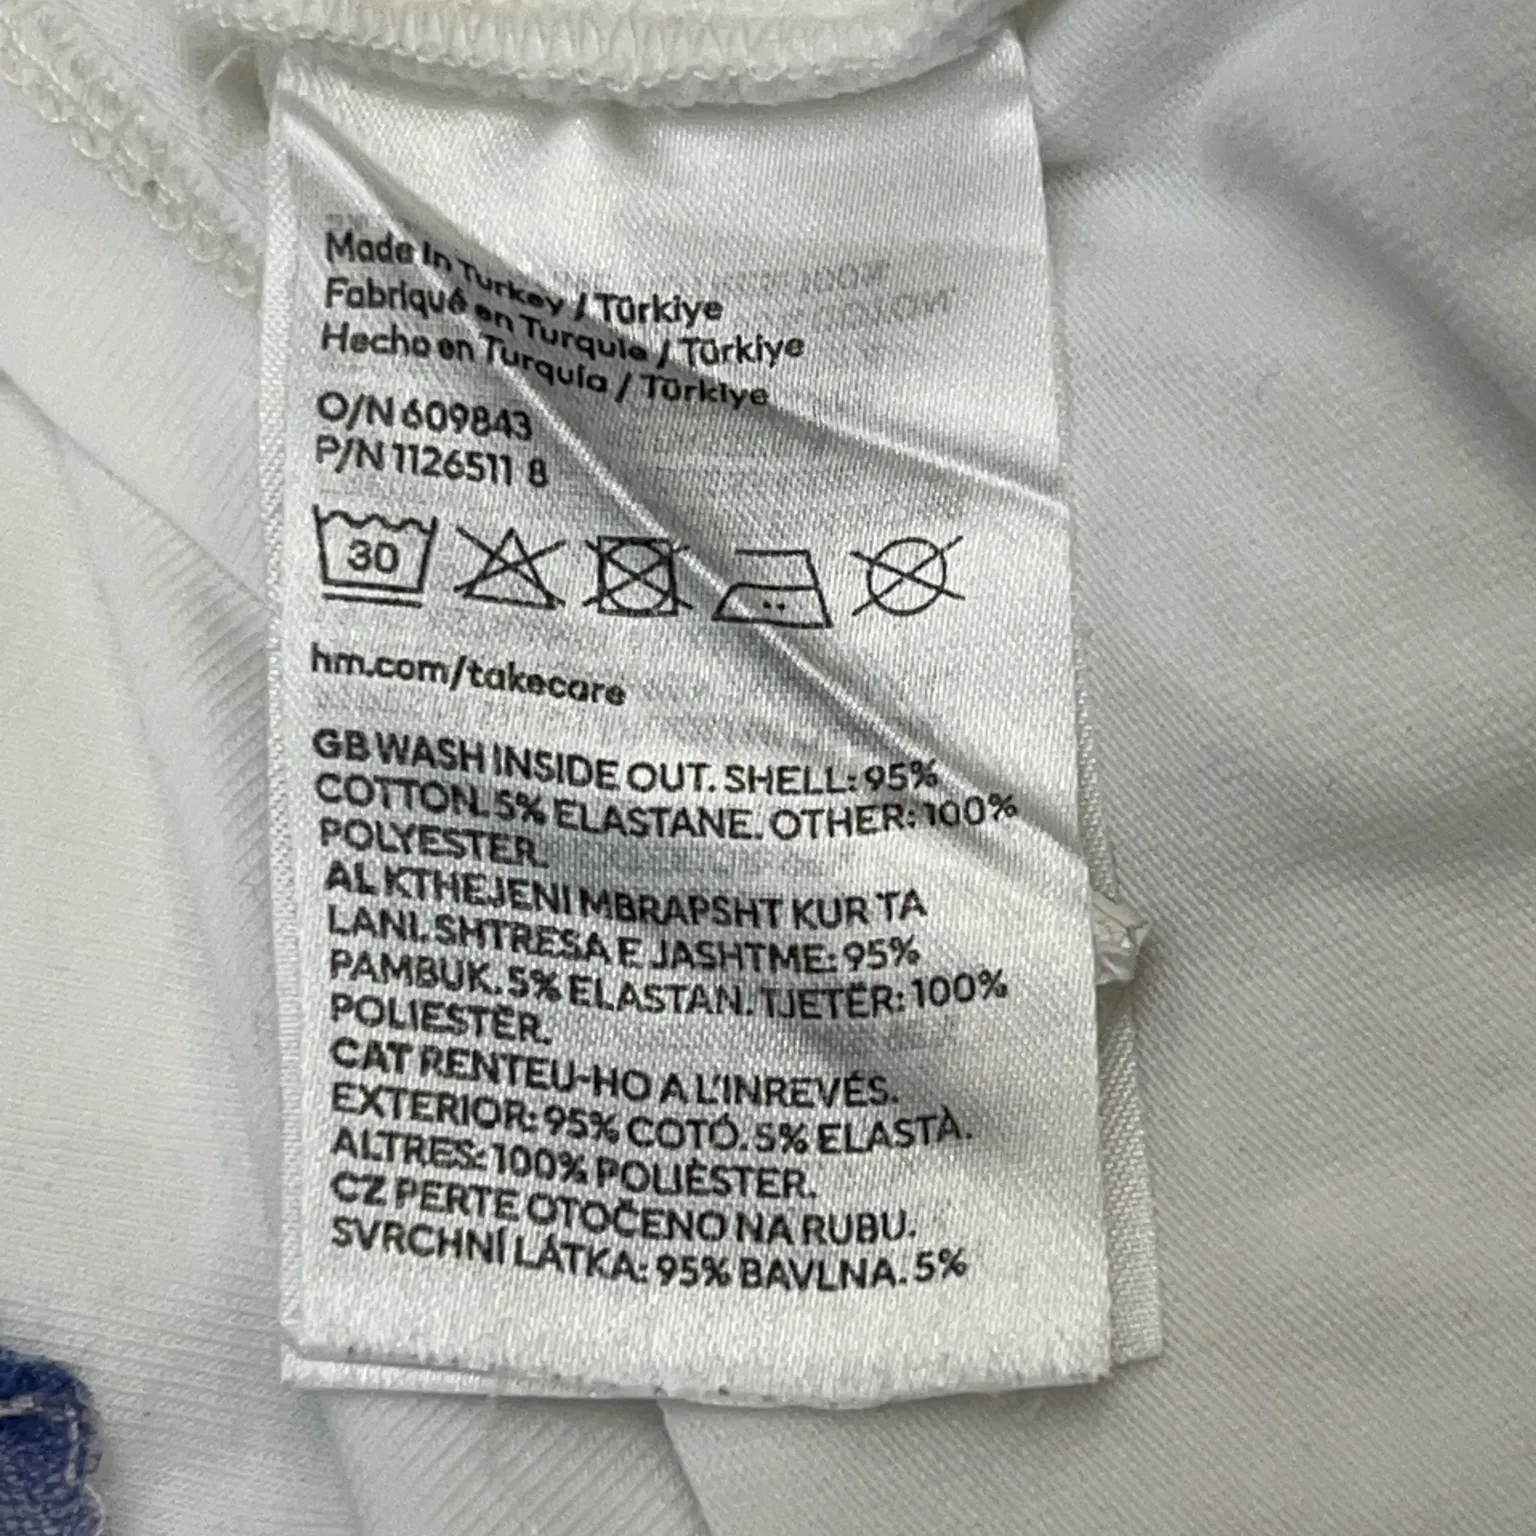 Made in Turkey / Türkiye
Fabriqué en Turquie / Türkiye
Hecho en Turquía / Türkiye
O/N 609843
P/N 1126511 8
30
hm.com/takecare
GB WASH INSIDE OUT. SHELL: 95%
COTTON. 5% ELASTANE. OTHER: 100%
POLYESTER.
AL KTHEJENI MBRAPSHT KUR TA
LANI. SHTRESA E JASHTME: 95%
PAMBUK. 5% ELASTAN. TJETËR: 100%
POLIESTËR.
CAT RENTEU-HO A L'INREVÉS.
EXTERIOR: 95% COTÓ. 5% ELASTÀ.
ALTRES: 100% POLIÈSTER.
CZ PERTE OTOČENO NA RUBU.
SVRCHNÍ LÁTKA: 95% BAVLNA. 5%